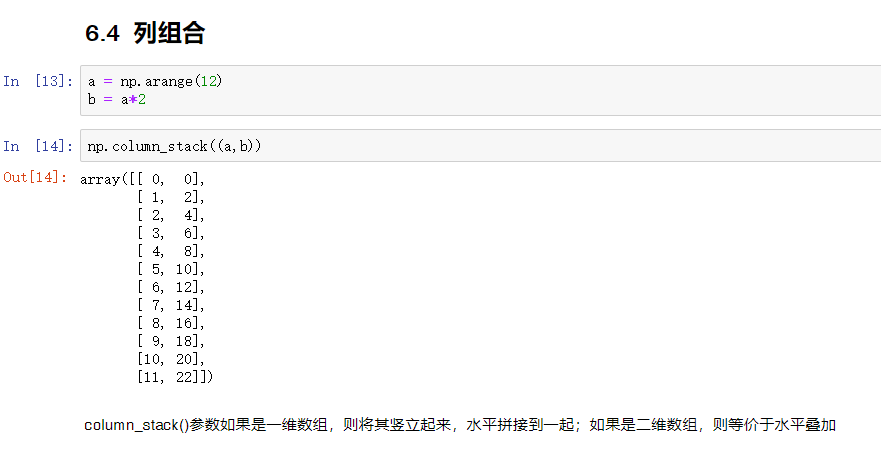 6.4 列组合
In [13]: a = np.arange(12)
b = a*2
In [14]: np.column_stack((a,b))
Out[14]: array([[ 0,  0],
[ 1,  2],
[ 2,  4],
[ 3,  6],
[ 4,  8],
[ 5, 10],
[ 6, 12],
[ 7, 14],
[ 8, 16],
[ 9, 18],
[10, 20],
[11, 22]])
column_stack()参数如果是一维数组，则将其竖立起来，水平拼接到一起；如果是二维数组，则等价于水平叠加